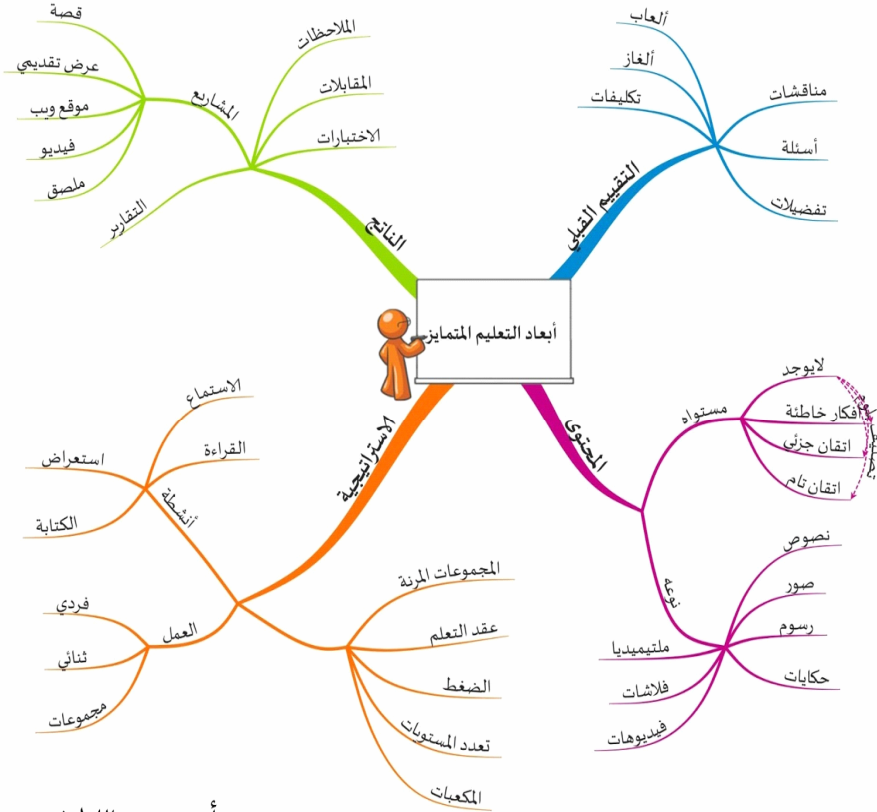 أبعاد التعليم المتمايز
التقييم القبلي
ألعاب
ألغاز
تكليفات
مناقشات
أسئلة
تفضيلات
المحتوى
مستواه
لايوجد
أفكار خاطئة
اتقان جزئي
اتقان تام
نوعه
نصوص
صور
رسوم
حكايات
ملتيميديا
فلاشات
فيديوهات
الاستراتيجية
أنشطة
الاستماع
القراءة
استعراض
الكتابة
العمل
فردي
ثنائي
مجموعات
المجموعات المرنة
عقد التعلم
الضغط
تعدد المستويات
المكعبات
الناتج
الملاحظات
المقابلات
الاختبارات
المشاريع
قصة
عرض تقديمي
موقع ويب
فيديو
ملصق
التقارير